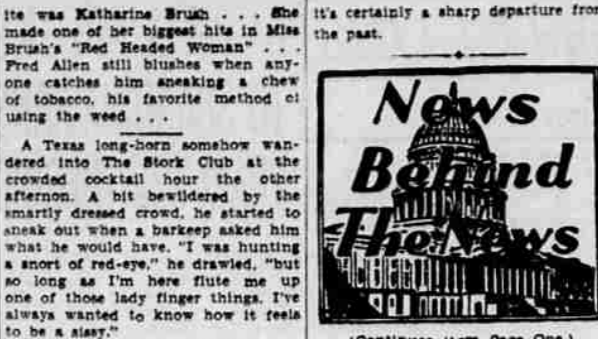 ite was Katharine Brush . . . She
made one of her biggest hits in Miss
Brush's "Red Headed Woman" . . .
Fred Allen still blushes when any-
one catches him sneaking a chew
of tobacco, his favorite method of
using the weed . . .
A Texas long-horn somehow wan-
dered into The Stork Club at the
crowded cocktail hour the other
afternoon. A bit bewildered by the
smartly dressed crowd, he started to
sneak out when a barkeep asked him
what he would have. "I was hunting
a snort of red-eye," he drawled, "but
so long as I'm here flute me up
one of those lady finger things. I've
always wanted to know how it feels
to be a sissy."
it's certainly a sharp departure from
the past.
News
Behind
The News
(Continued from Page One)